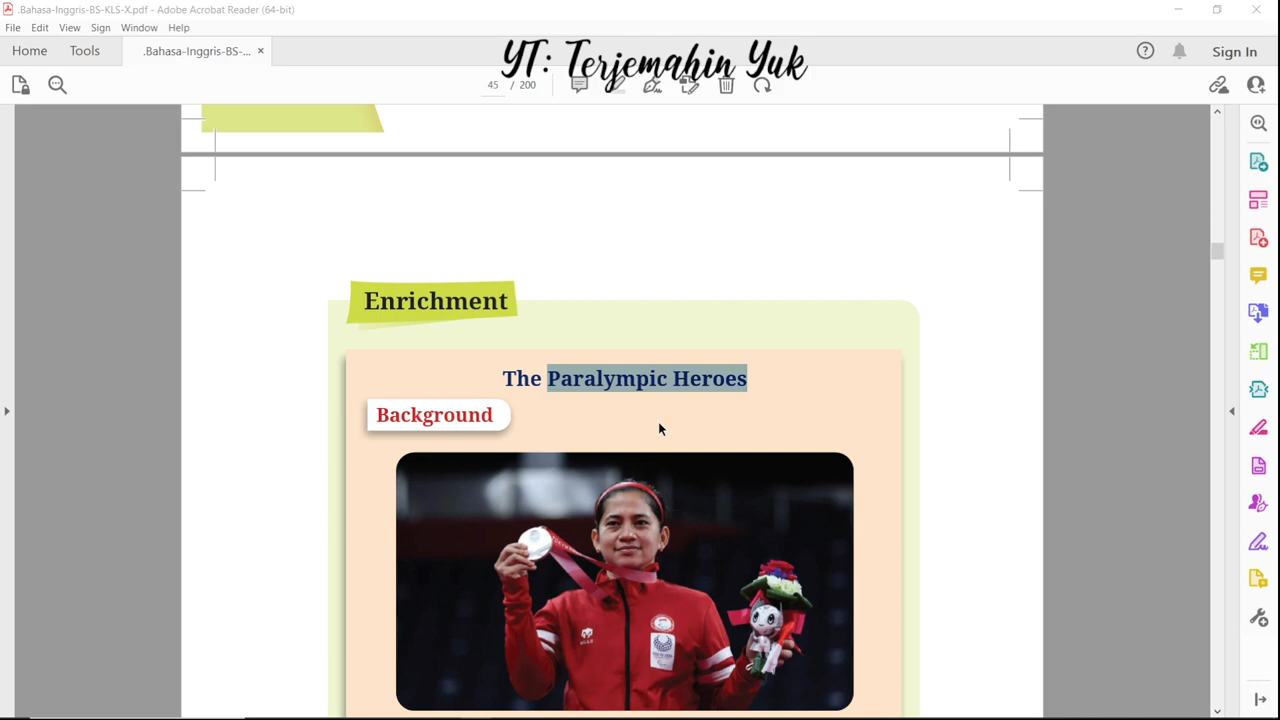 .Bahasa-Inggris-BS-KLS-X.pdf - Adobe Acrobat Reader (64-bit)
File Edit View Sign Window Help
Home Tools .Bahasa-Inggris-BS-... × Sign In
YT: Terjemahin Yuk
45 / 200
Enrichment
The Paralympic Heroes
Background